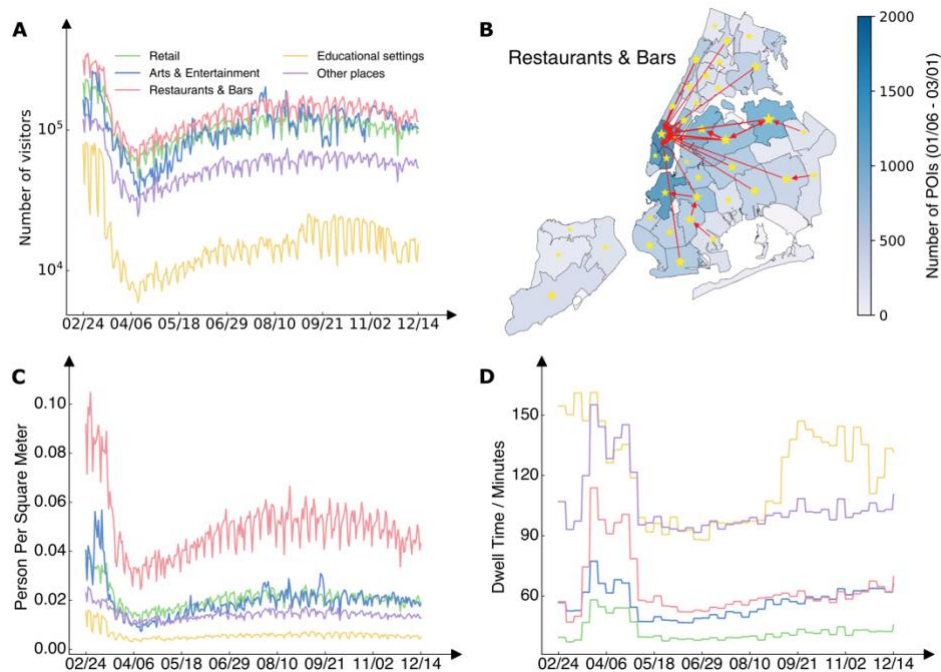 A
Number of visitors
10⁵
10⁴
Retail
Arts & Entertainment
Restaurants & Bars
Educational settings
Other places
02/24 04/06 05/18 06/29 08/10 09/21 11/02 12/14
B
Restaurants & Bars
2000
1500
1000
500
0
Number of POIs (01/06 - 03/01)
C
Person Per Square Meter
0.10
0.08
0.06
0.04
0.02
0.00
02/24 04/06 05/18 06/29 08/10 09/21 11/02 12/14
D
Dwell Time / Minutes
150
120
90
60
02/24 04/06 05/18 06/29 08/10 09/21 11/02 12/14